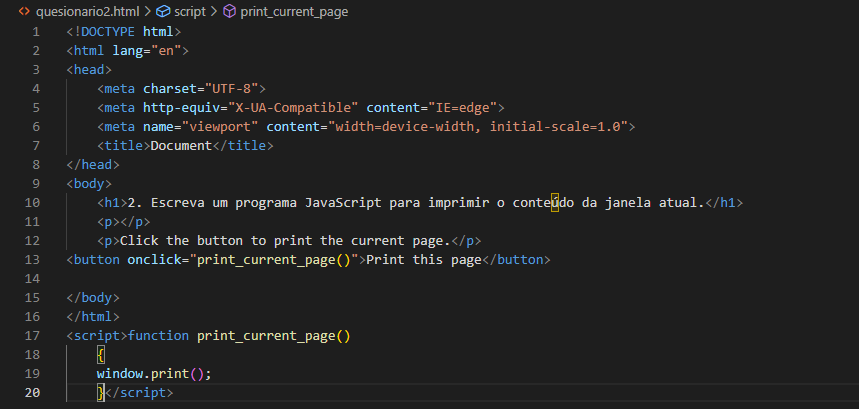 quesionario2.html > script > print_current_page
1 <!DOCTYPE html>
2 <html lang="en">
3 <head>
4     <meta charset="UTF-8">
5     <meta http-equiv="X-UA-Compatible" content="IE=edge">
6     <meta name="viewport" content="width=device-width, initial-scale=1.0">
7     <title>Document</title>
8 </head>
9 <body>
10     <h1>2. Escreva um programa JavaScript para imprimir o conteúdo da janela atual.</h1>
11     <p></p>
12     <p>Click the button to print the current page.</p>
13 <button onclick="print_current_page()">Print this page</button>
14
15 </body>
16 </html>
17 <script>function print_current_page()
18     {
19     window.print();
20     }</script>